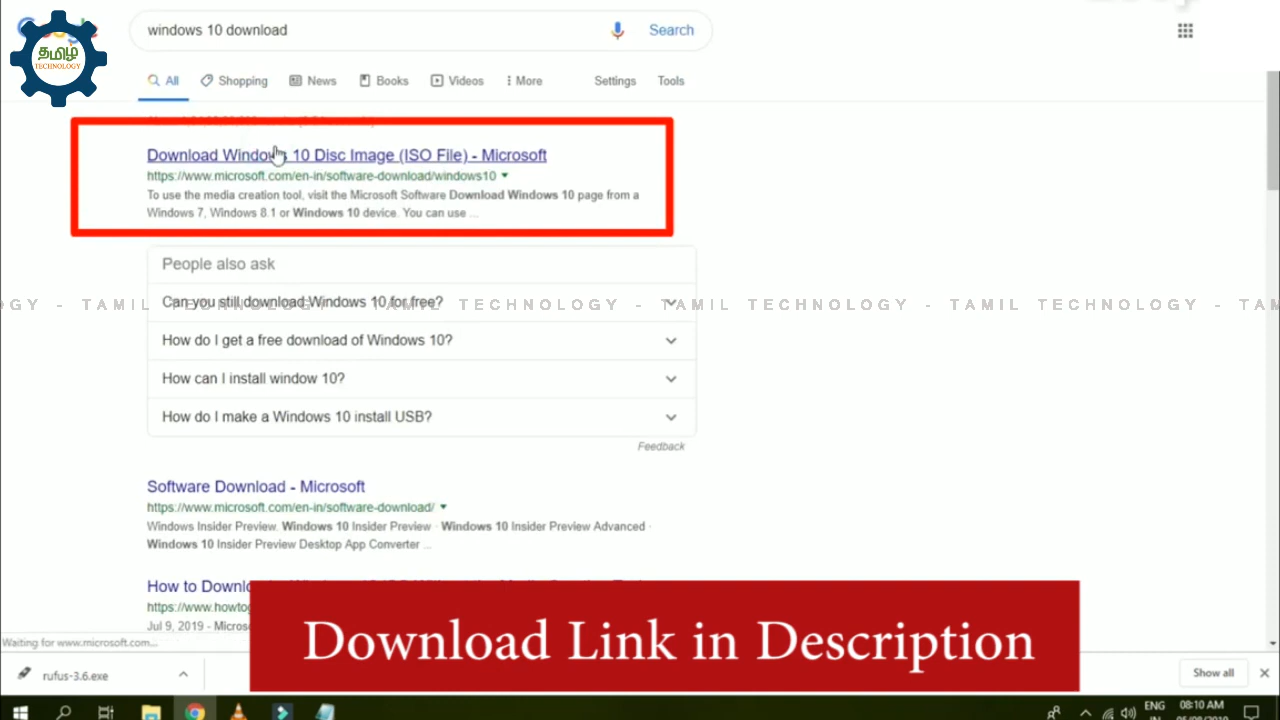 windows 10 download
Search
தமிழ்
TECHNOLOGY
All
Shopping
News
Books
Videos
More
Settings
Tools
Download Windows 10 Disc Image (ISO File) - Microsoft
https://www.microsoft.com/en-in/software-download/windows10
To use the media creation tool, visit the Microsoft Software Download Windows 10 page from a
Windows 7, Windows 8.1 or Windows 10 device. You can use ...
People also ask
Can you still download Windows 10 for free?
OGY - TAMIL TECHNOLOGY - TAMIL TECHNOLOGY - TAMIL TECHNOLOGY - TAMIL TECHNOLOGY - TAM
How do I get a free download of Windows 10?
How can I install window 10?
How do I make a Windows 10 install USB?
Feedback
Software Download - Microsoft
https://www.microsoft.com/en-in/software-download/
Windows Insider Preview. Windows 10 Insider Preview · Windows 10 Insider Preview Advanced ·
Windows 10 Insider Preview Desktop App Converter ...
How to Downlo
https://www.howtog
Jul 9, 2019 - Micros
Download Link in Description
Waiting for www.microsoft.com...
rufus-3.6.exe
Show all
ENG
08:10 AM
IN